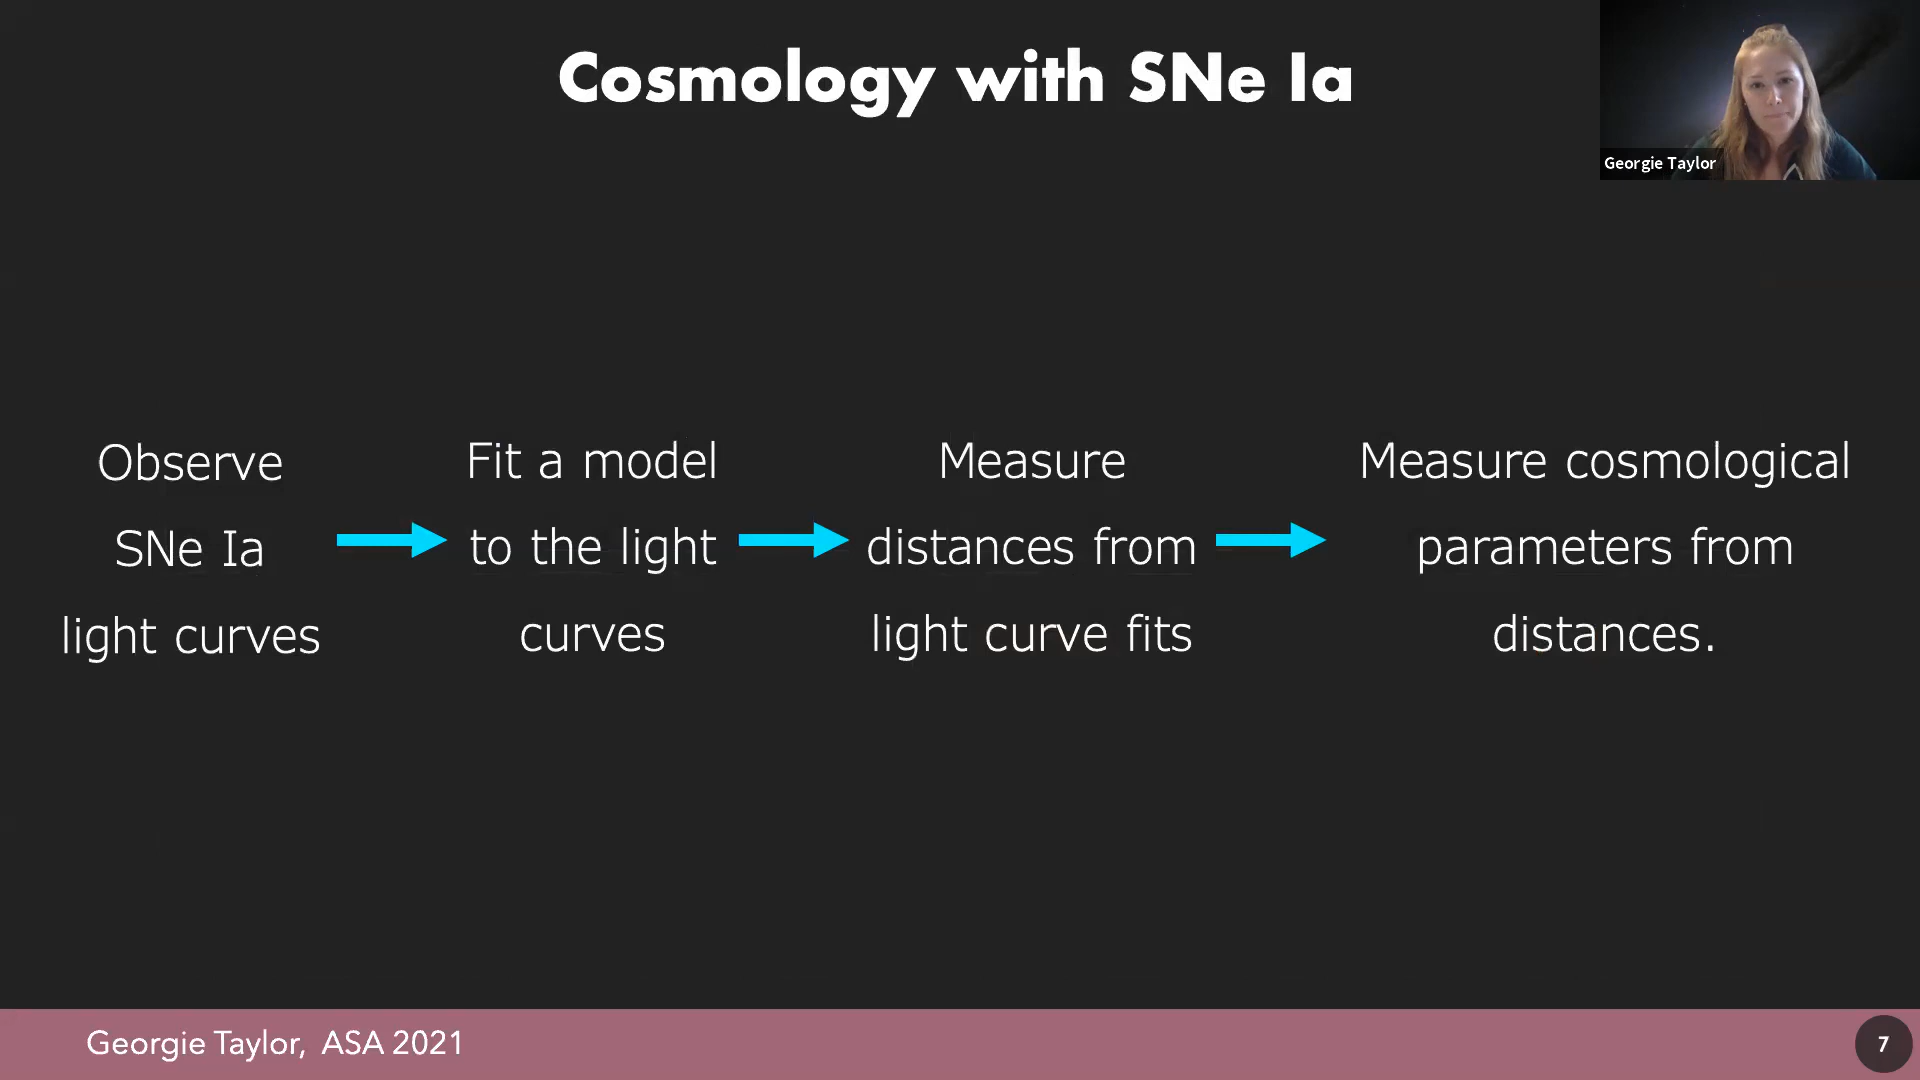 Cosmology with SNe Ia
Georgie Taylor
Observe
SNe Ia
light curves
Fit a model
to the light
curves
Measure
distances from
light curve fits
Measure cosmological
parameters from
distances.
Georgie Taylor, ASA 2021
7